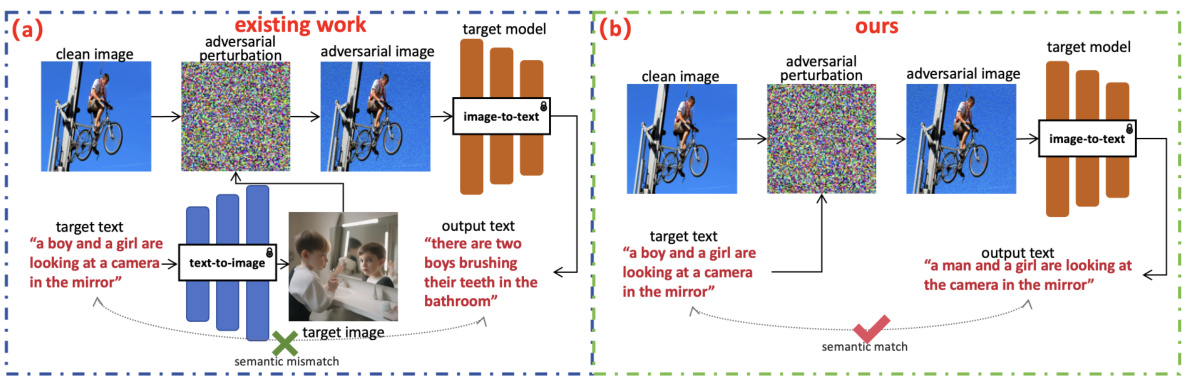 (a)
existing work
clean image
adversarial
perturbation
adversarial image
target model
image-to-text
target text
“a boy and a girl are
looking at a camera
in the mirror”
text-to-image
target image
output text
“there are two
boys brushing
their teeth in the
bathroom”
semantic mismatch
(b)
ours
clean image
adversarial
perturbation
adversarial image
target model
image-to-text
target text
“a boy and a girl are
looking at a camera
in the mirror”
output text
“a man and a girl are looking at
the camera in the mirror”
semantic match